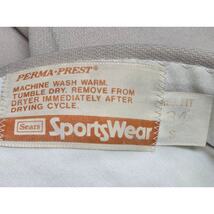 PERMA-PREST®
MACHINE WASH WARM.
TUMBLE DRY. REMOVE FROM
DRYER IMMEDIATELY AFTER
DRYING CYCLE.
Sears SportsWear